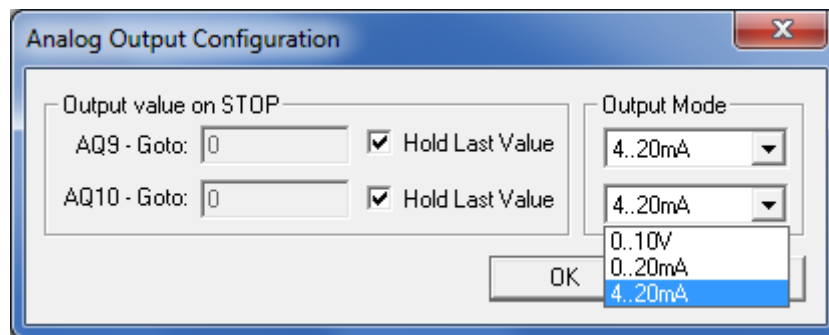 Analog Output Configuration
Output value on STOP
Output Mode
AQ9 - Goto: 0 Hold Last Value 4..20mA
AQ10 - Goto: 0 Hold Last Value 4..20mA
0..10V
0..20mA
4..20mA
OK